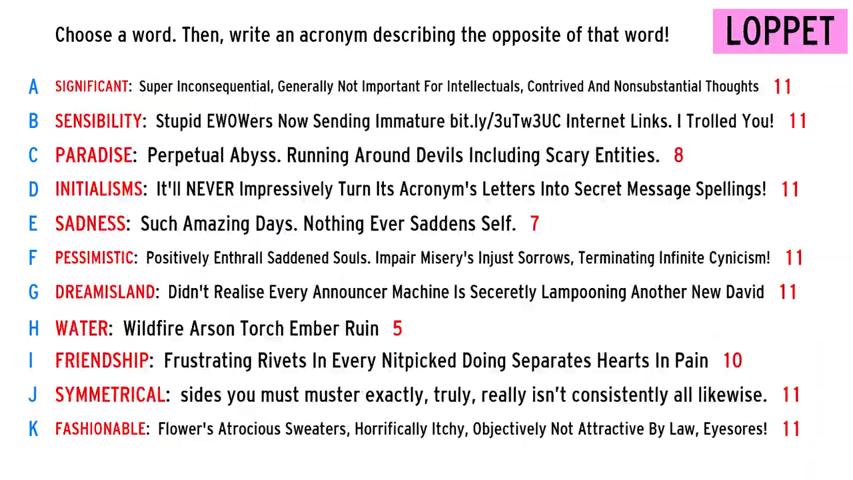 Choose a word. Then, write an acronym describing the opposite of that word!
LOPPET
A SIGNIFICANT: Super Inconsequential, Generally Not Important For Intellectuals, Contrived And Nonsubstantial Thoughts 11
B SENSIBILITY: Stupid EWOWers Now Sending Immature bit.ly/3uTw3UC Internet Links. I Trolled You! 11
C PARADISE: Perpetual Abyss. Running Around Devils Including Scary Entities. 8
D INITIALISMS: It'll NEVER Impressively Turn Its Acronym's Letters Into Secret Message Spellings! 11
E SADNESS: Such Amazing Days. Nothing Ever Saddens Self. 7
F PESSIMISTIC: Positively Enthrall Saddened Souls. Impair Misery's Injust Sorrows, Terminating Infinite Cynicism! 11
G DREAMISLAND: Didn't Realise Every Announcer Machine Is Seceretly Lampooning Another New David 11
H WATER: Wildfire Arson Torch Ember Ruin 5
I FRIENDSHIP: Frustrating Rivets In Every Nitpicked Doing Separates Hearts In Pain 10
J SYMMETRICAL: sides you must muster exactly, truly, really isn't consistently all likewise. 11
K FASHIONABLE: Flower's Atrocious Sweaters, Horrifically Itchy, Objectively Not Attractive By Law, Eyesores! 11